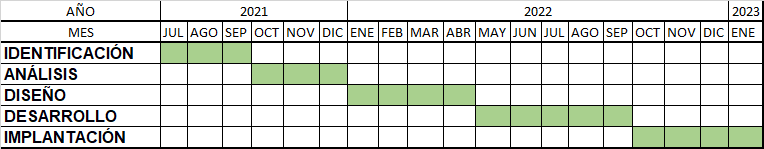 AÑO 2021 2022 2023
MES JUL AGO SEP OCT NOV DIC ENE FEB MAR ABR MAY JUN JUL AGO SEP OCT NOV DIC ENE
IDENTIFICACIÓN
ANÁLISIS
DISEÑO
DESARROLLO
IMPLANTACIÓN